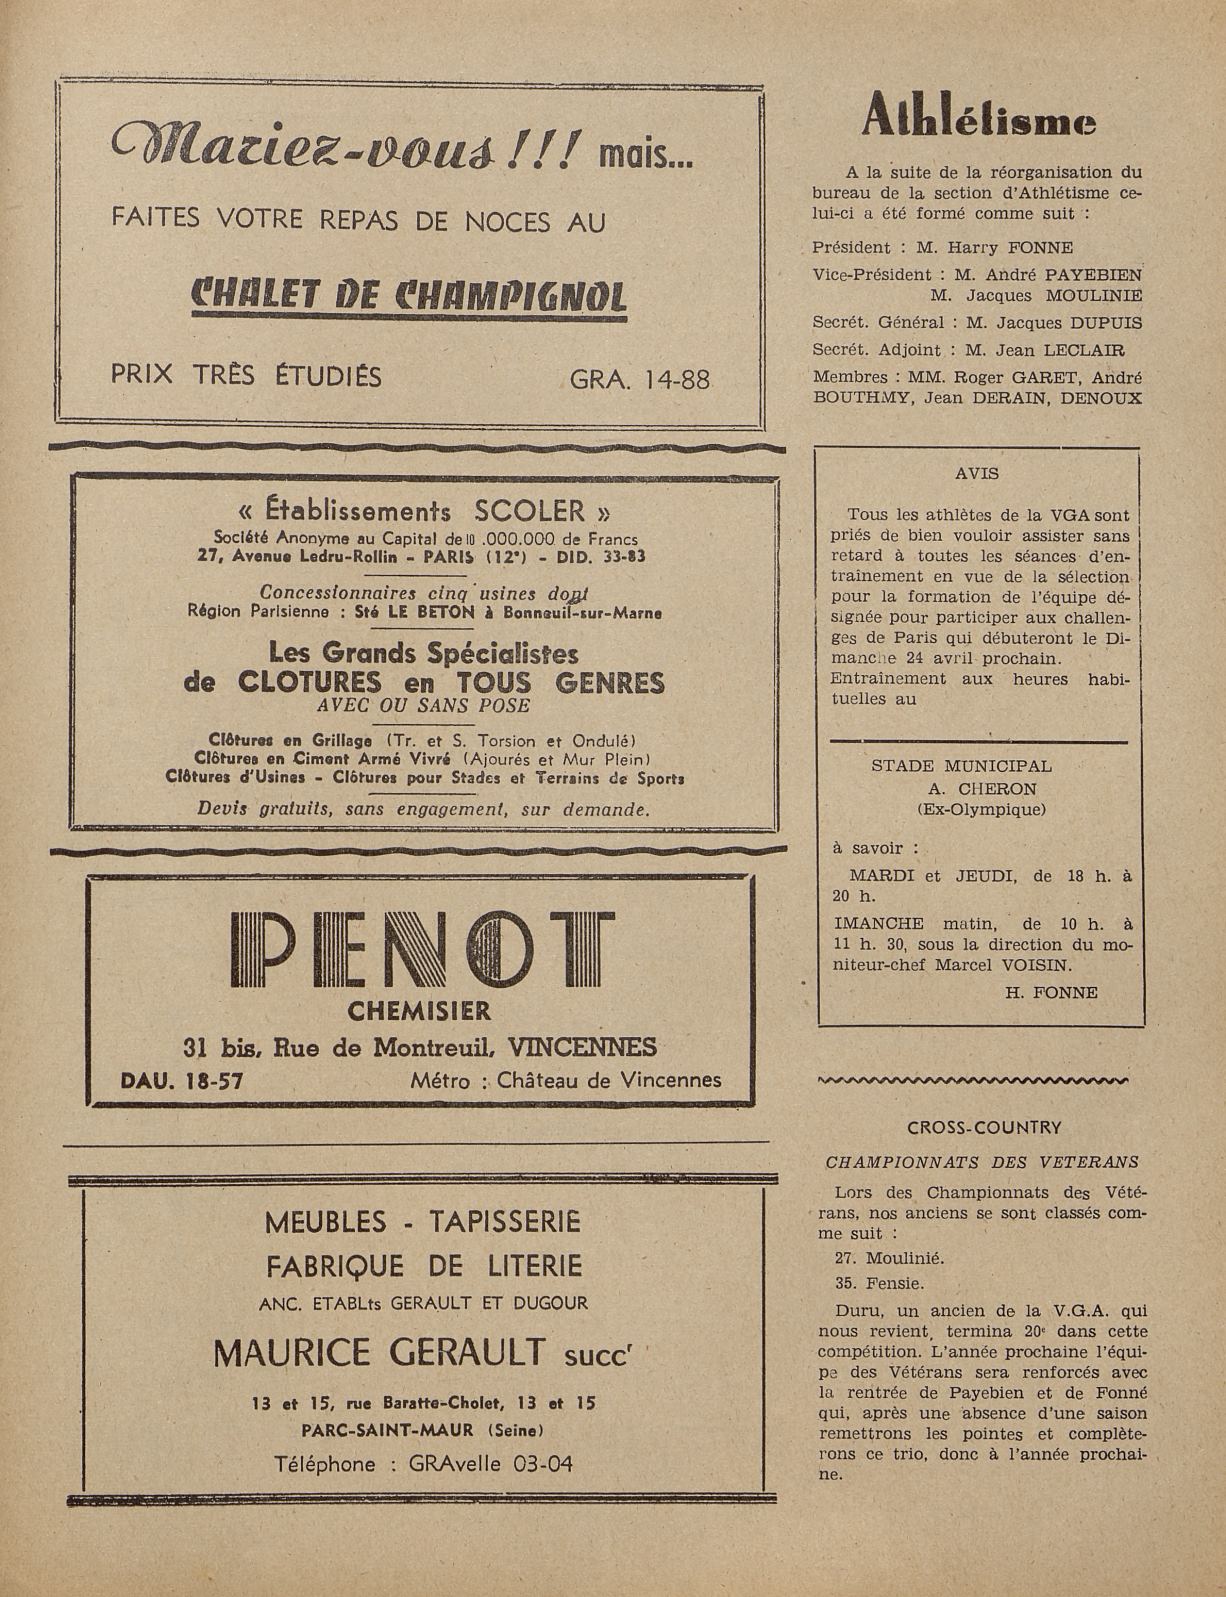 Mariez-vous !!! mais...
FAITES VOTRE REPAS DE NOCES AU
CHALET DE CHAMPIGNOL
PRIX TRÈS ÉTUDIÉS GRA. 14-88
« Établissements SCOLER »
Société Anonyme au Capital de 10 .000.000 de Francs
27, Avenue Ledru-Rollin - PARIS (12e) - DID. 33-83
Concessionnaires cinq usines dont
Région Parisienne : Sté LE BETON à Bonneuil-sur-Marne
Les Grands Spécialistes
de CLOTURES en TOUS GENRES
AVEC OU SANS POSE
Clôtures en Grillage (Tr. et S. Torsion et Ondulé)
Clôtures en Ciment Armé Vivré (Ajourés et Mur Plein)
Clôtures d'Usines - Clôtures pour Stades et Terrains de Sports
Devis gratuits, sans engagement, sur demande.
PENOT
CHEMISIER
31 bis, Rue de Montreuil, VINCENNES
DAU. 18-57 Métro : Château de Vincennes
MEUBLES - TAPISSERIE
FABRIQUE DE LITERIE
ANC. ETABLts GERAULT ET DUGOUR
MAURICE GERAULT succr
13 et 15, rue Baratte-Cholet, 13 et 15
PARC-SAINT-MAUR (Seine)
Téléphone : GRAvelle 03-04
Athlétisme
A la suite de la réorganisation du
bureau de la section d'Athlétisme ce-
lui-ci a été formé comme suit :
Président : M. Harry FONNE
Vice-Président : M. André PAYEBIEN
M. Jacques MOULINIE
Secrét. Général : M. Jacques DUPUIS
Secrét. Adjoint : M. Jean LECLAIR
Membres : MM. Roger GARET, André
BOUTHMY, Jean DERAIN, DENOUX
AVIS
Tous les athlètes de la VGA sont
priés de bien vouloir assister sans
retard à toutes les séances d'en-
traînement en vue de la sélection
pour la formation de l'équipe dé-
signée pour participer aux challen-
ges de Paris qui débuteront le Di-
manche 24 avril prochain.
Entraînement aux heures habi-
tuelles au
STADE MUNICIPAL
A. CHERON
(Ex-Olympique)
à savoir :
MARDI et JEUDI, de 18 h. à
20 h.
IMANCHE matin, de 10 h. à
11 h. 30, sous la direction du mo-
niteur-chef Marcel VOISIN.
H. FONNE
CROSS-COUNTRY
CHAMPIONNATS DES VETERANS
Lors des Championnats des Vété-
rans, nos anciens se sont classés com-
me suit :
27. Moulinié.
35. Fensie.
Duru, un ancien de la V.G.A. qui
nous revient, termina 20e dans cette
compétition. L'année prochaine l'équi-
pe des Vétérans sera renforcés avec
la rentrée de Payebien et de Fonné
qui, après une absence d'une saison
remettrons les pointes et complète-
rons ce trio, donc à l'année prochai-
ne.